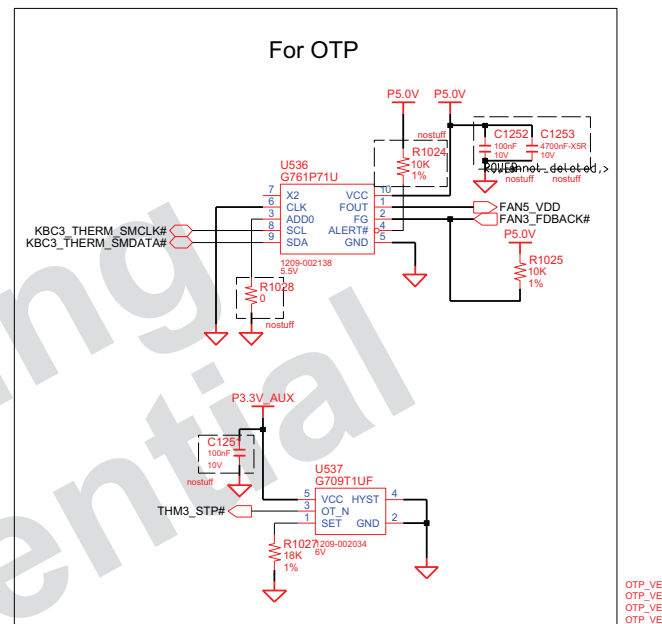 For OTP
P5.0V P5.0V
nostuff
C1252 C1253
100nF 4700nF-X5R
10V 10V
nostuff nostuff
R1024
10K
1%
U536
G761P71U
7 X2 VCC 10
6 CLK FOUT 1
3 ADD0 FG 2
8 SCL ALERT# 4
9 SDA GND 5
KBC3_THERM_SMCLK#
KBC3_THERM_SMDATA#
FAN5_VDD
FAN3_FDBACK#
P5.0V
R1025
10K
1%
1209-002138
5.5V
R1028
0
nostuff
P3.3V_AUX
C1251
100nF
10V
nostuff
U537
G709T1UF
5 VCC HYST 4
3 OT_N
1 SET GND 2
THM3_STP#
R1027
18K
1%
1209-002034
6V
OTP_VE
OTP_VE
OTP_VE
OTP_VE
ential